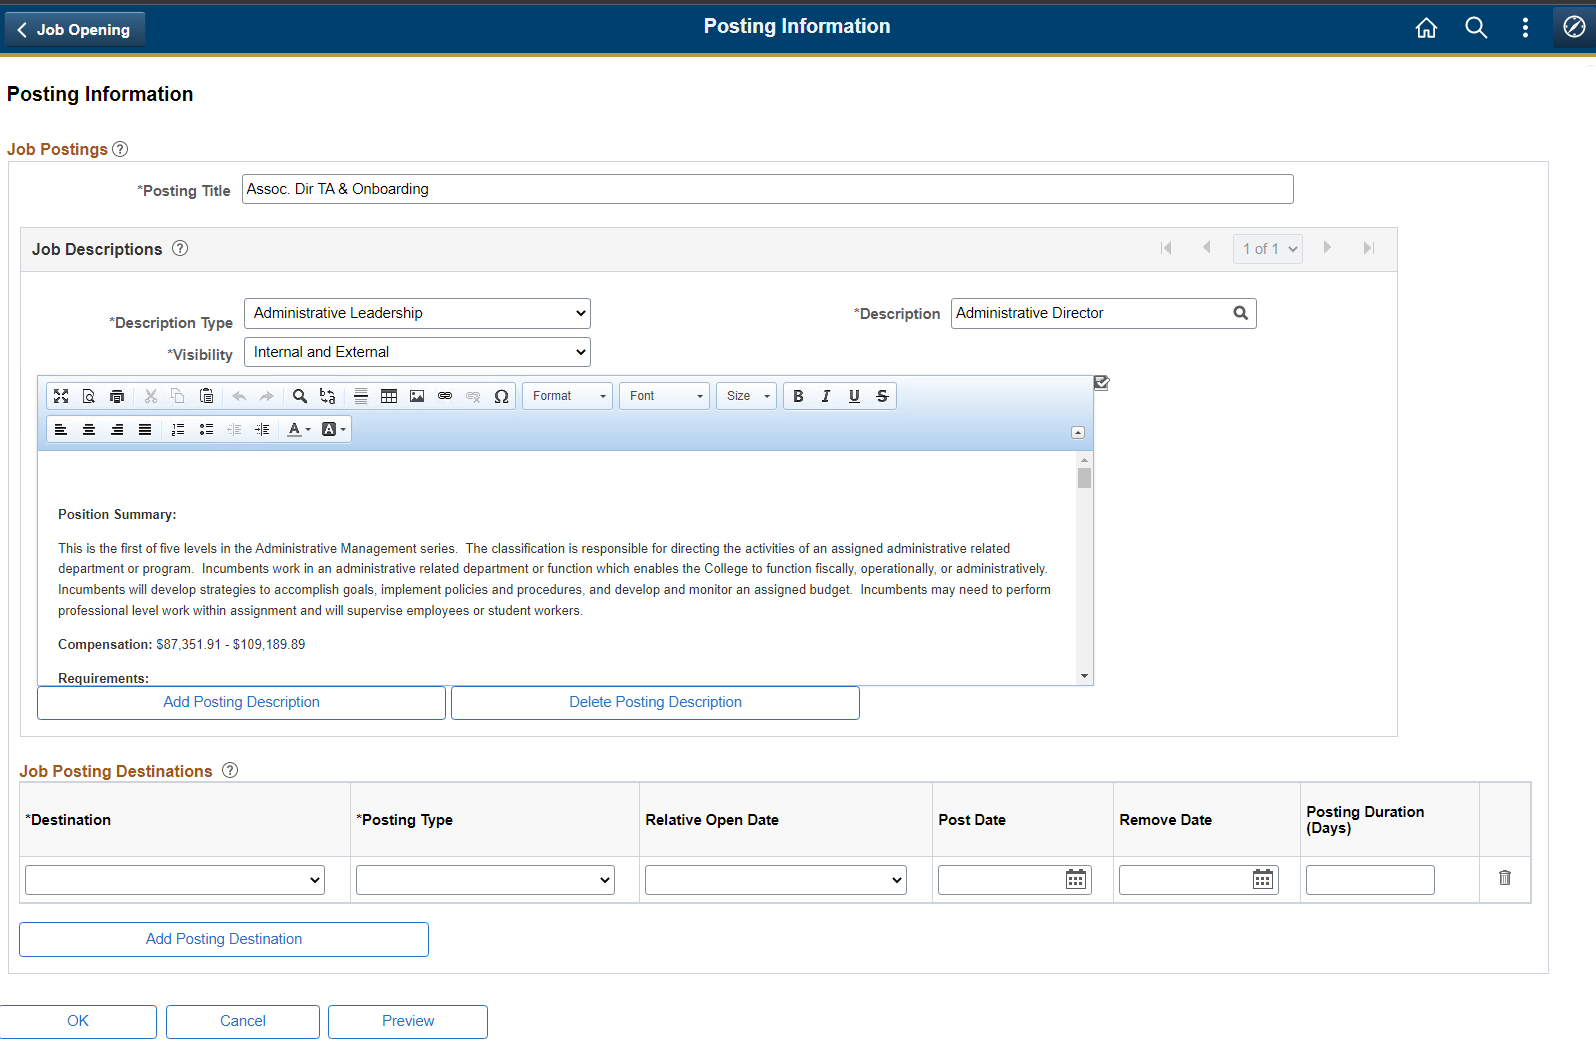 Job Opening
Posting Information
Posting Information
Job Postings
*Posting Title Assoc. Dir TA & Onboarding
Job Descriptions
1 of 1
*Description Type Administrative Leadership
*Description Administrative Director
*Visibility Internal and External
Format Font Size B I U S
A A
Position Summary:
This is the first of five levels in the Administrative Management series.  The classification is responsible for directing the activities of an assigned administrative related
department or program.  Incumbents work in an administrative related department or function which enables the College to function fiscally, operationally, or administratively.
Incumbents will develop strategies to accomplish goals, implement policies and procedures, and develop and monitor an assigned budget.  Incumbents may need to perform
professional level work within assignment and will supervise employees or student workers.
Compensation: $87,351.91 - $109,189.89
Requirements:
Add Posting Description Delete Posting Description
Job Posting Destinations
*Destination *Posting Type Relative Open Date Post Date Remove Date Posting Duration
(Days)
Add Posting Destination
OK Cancel Preview